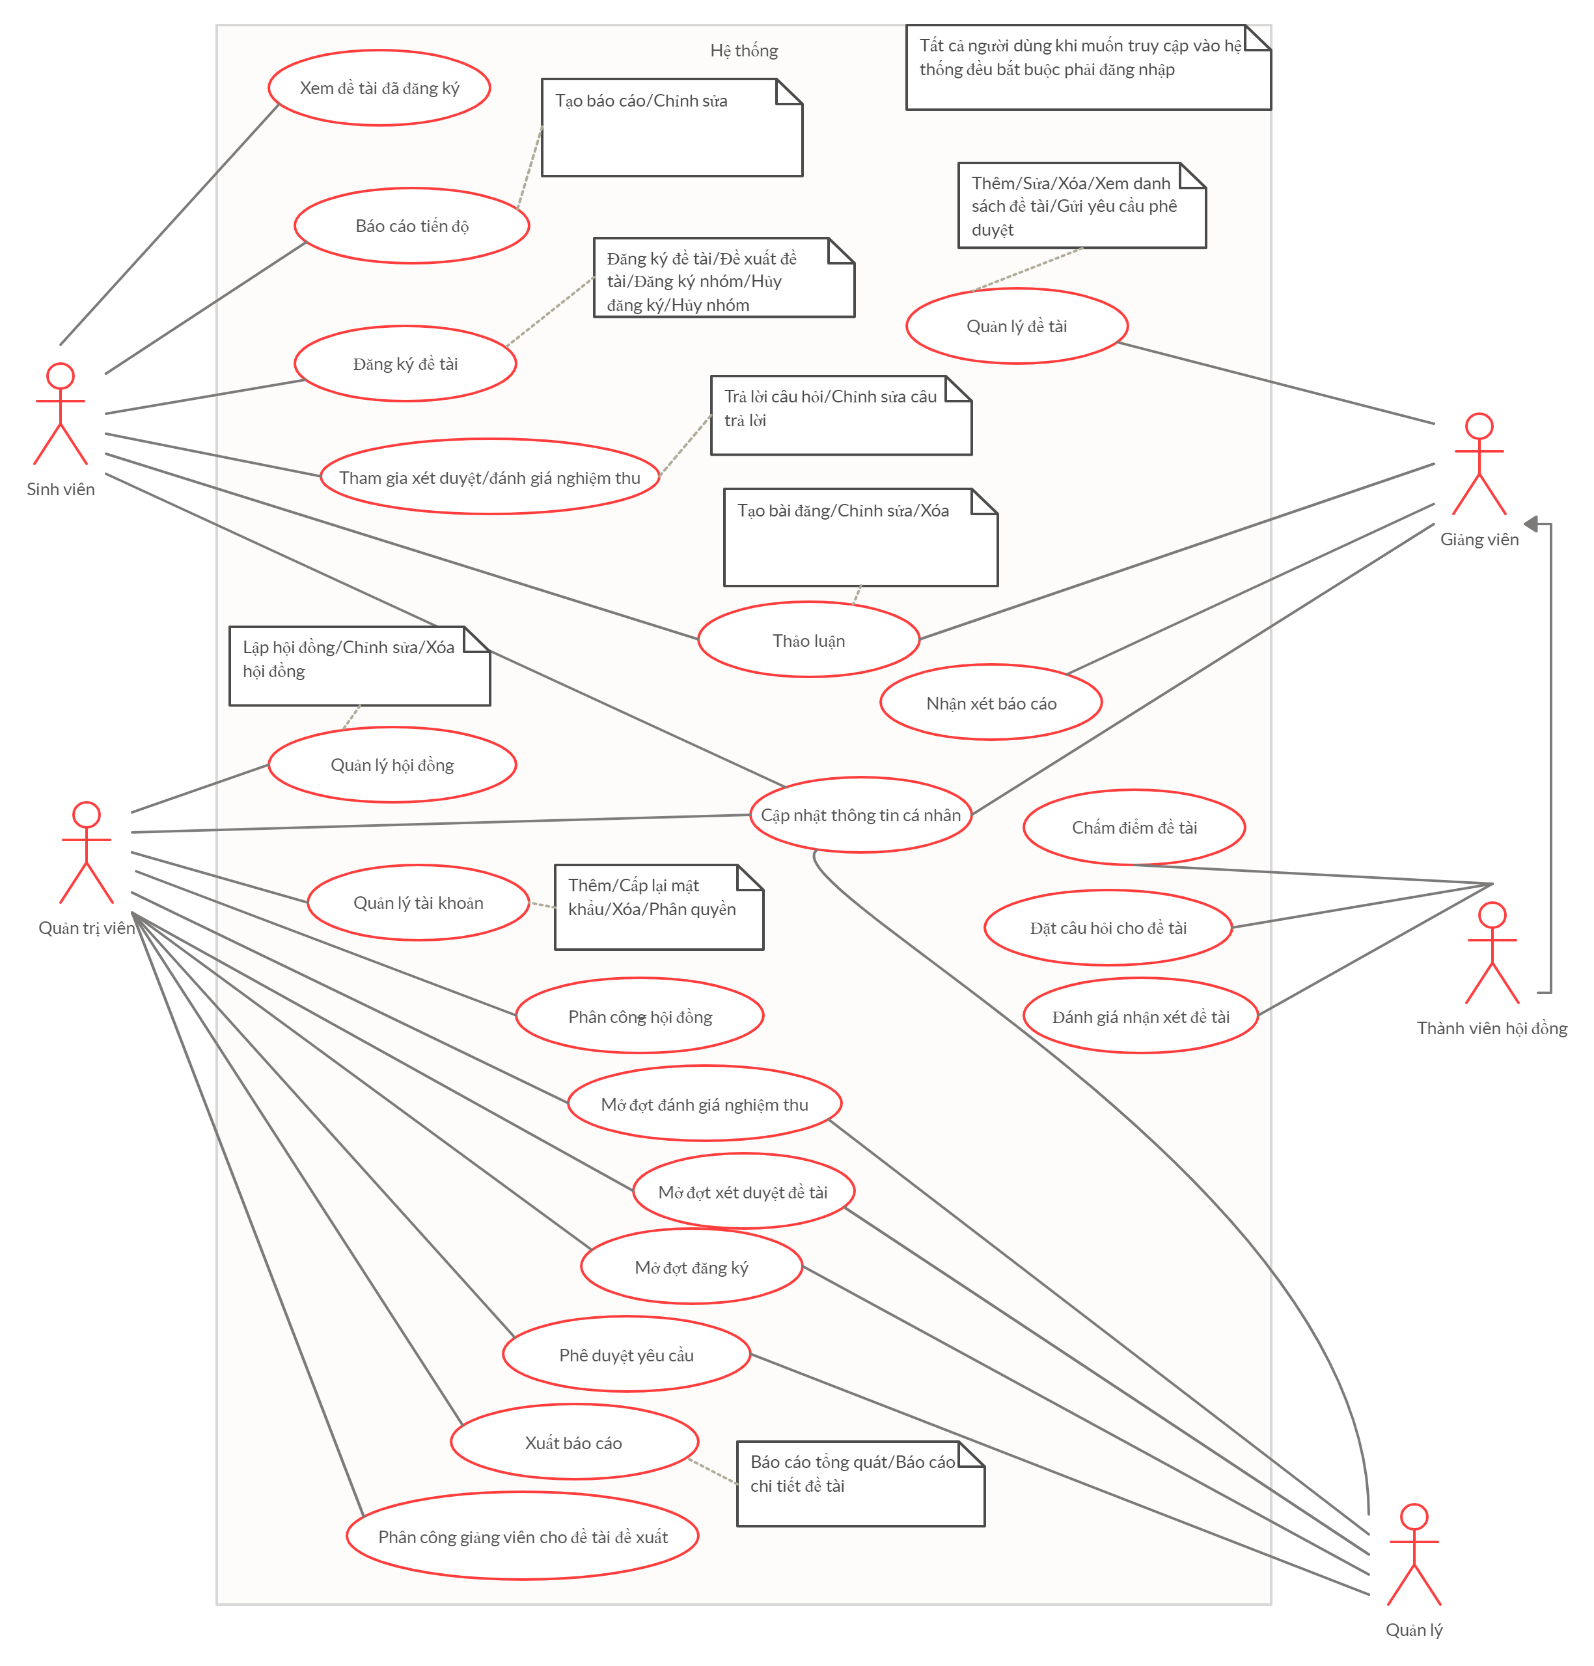 Hệ thống
Tất cả người dùng khi muốn truy cập vào hệ
thống đều bắt buộc phải đăng nhập
Xem đề tài đã đăng ký
Tạo báo cáo/Chỉnh sửa
Thêm/Sửa/Xóa/Xem danh
sách đề tài/Gửi yêu cầu phê
duyệt
Báo cáo tiến độ
Đăng ký đề tài/Đề xuất đề
tài/Đăng ký nhóm/Hủy
đăng ký/Hủy nhóm
Quản lý đề tài
Đăng ký đề tài
Trả lời câu hỏi/Chỉnh sửa câu
trả lời
Tham gia xét duyệt/đánh giá nghiệm thu
Sinh viên
Tạo bài đăng/Chỉnh sửa/Xóa
Giảng viên
Thảo luận
Lập hội đồng/Chỉnh sửa/Xóa
hội đồng
Nhận xét báo cáo
Quản lý hội đồng
Cập nhật thông tin cá nhân
Chấm điểm đề tài
Quản lý tài khoản
Thêm/Cấp lại mật
khẩu/Xóa/Phân quyền
Quản trị viên
Đặt câu hỏi cho đề tài
Phân công hội đồng
Đánh giá nhận xét đề tài
Thành viên hội đồng
Mở đợt đánh giá nghiệm thu
Mở đợt xét duyệt đề tài
Mở đợt đăng ký
Phê duyệt yêu cầu
Xuất báo cáo
Báo cáo tổng quát/Báo cáo
chi tiết đề tài
Phân công giảng viên cho đề tài đề xuất
Quản lý